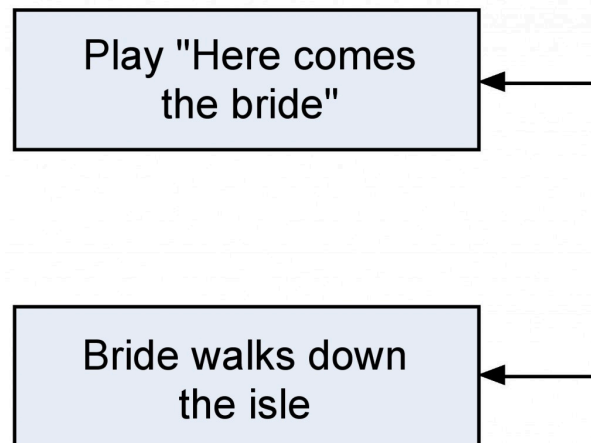 Play "Here comes
the bride"
Bride walks down
the isle